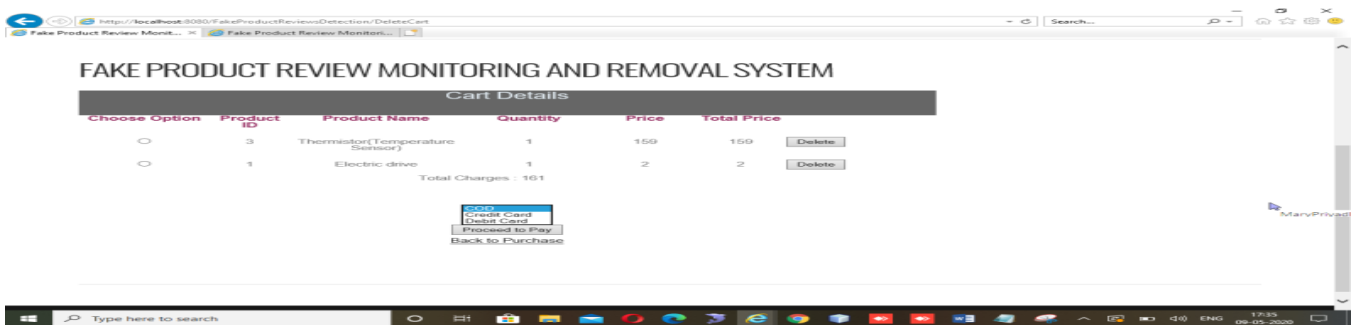 http://localhost:8080/FakeProductReviewsDetection/DeleteCart
Search...
Fake Product Review Monit...
Fake Product Review Monitori...
FAKE PRODUCT REVIEW MONITORING AND REMOVAL SYSTEM
Cart Details
Choose Option Product ID Product Name Quantity Price Total Price
3 Thermistor(Temperature Sensor) 1 159 159 Delete
1 Electric drive 1 2 2 Delete
Total Charges : 161
COD
Credit Card
Debit Card
Proceed to Pay
Back to Purchase
Type here to search
ENG
17:35
09-05-2020